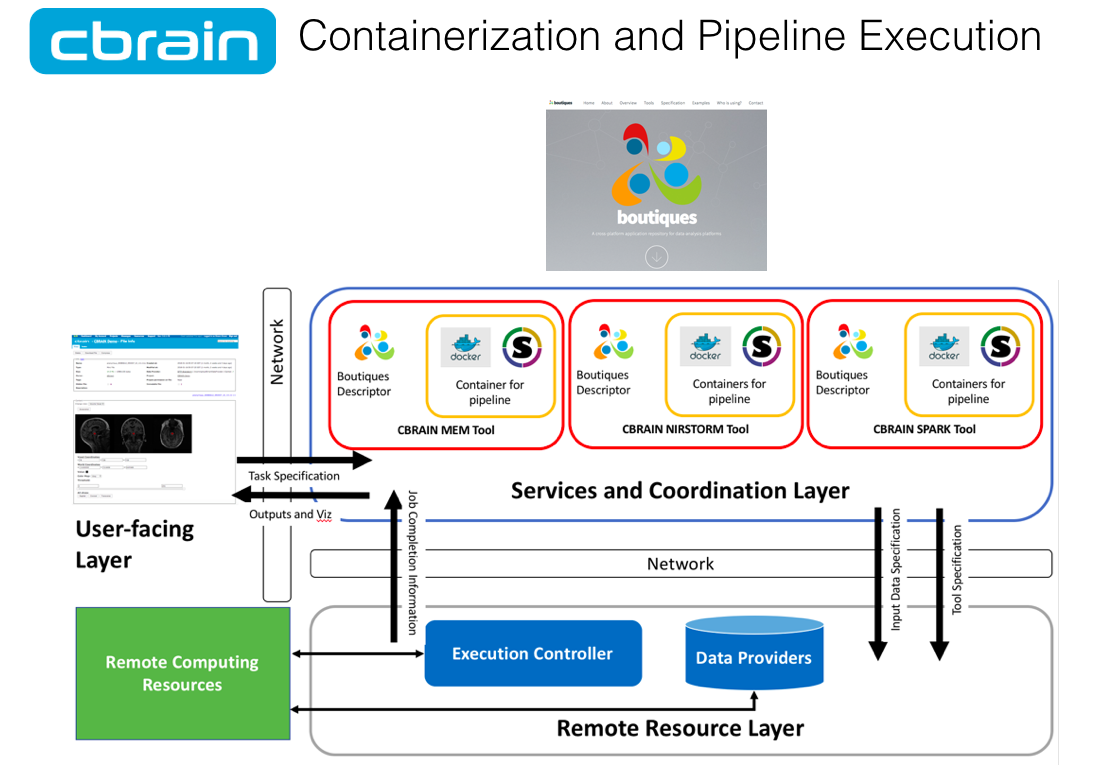 cbrain
Containerization and Pipeline Execution
boutiques
Home About Overview Tools Specification Examples Who is using? Contact
boutiques
A cross-platform application repository for data analysis platforms
Network
Boutiques
Descriptor
docker
S
Container for
pipeline
CBRAIN MEM Tool
Boutiques
Descriptor
docker
S
Containers for
pipeline
CBRAIN NIRSTORM Tool
Boutiques
Descriptor
docker
S
Container for
pipeline
CBRAIN SPARK Tool
Task Specification
Outputs and Viz
Services and Coordination Layer
User-facing
Layer
Job Completion Information
Input Data Specification
Tool Specification
Network
Remote Computing
Resources
Execution Controller
Data Providers
Remote Resource Layer